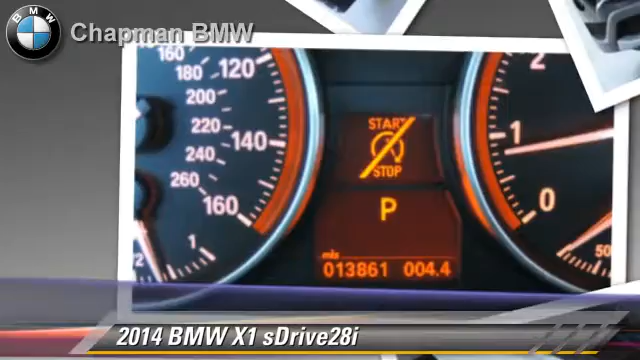 BMW
Chapman BMW
160
180
120
200
220
140
240
260
160
1
2
START
STOP
P
mls
013861 004.4
2
1
0
50
2014 BMW X1 sDrive28i